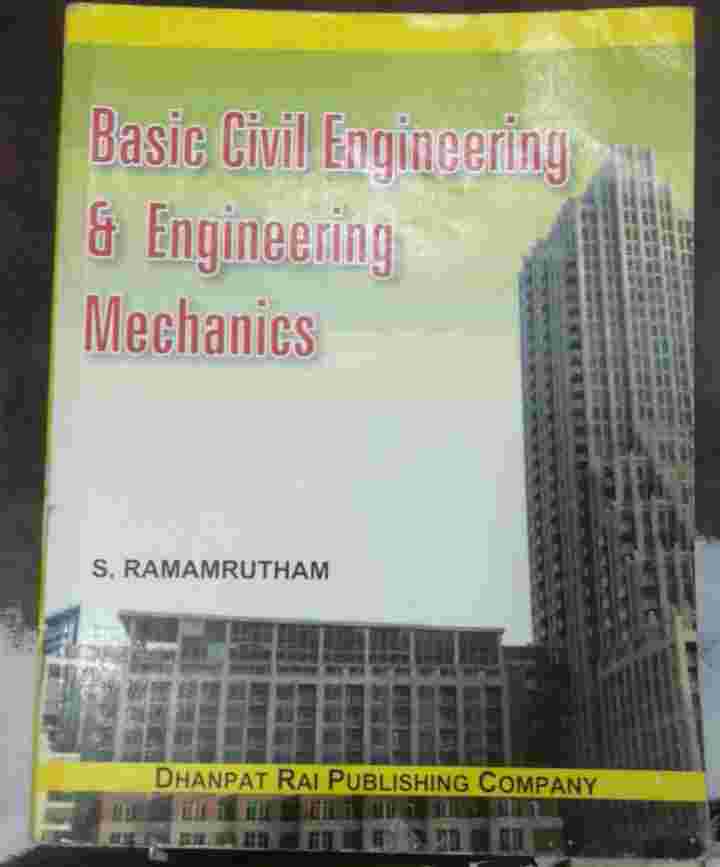 Basic Civil Engineering
& Engineering
Mechanics
S. RAMAMRUTHAM
DHANPAT RAI PUBLISHING COMPANY